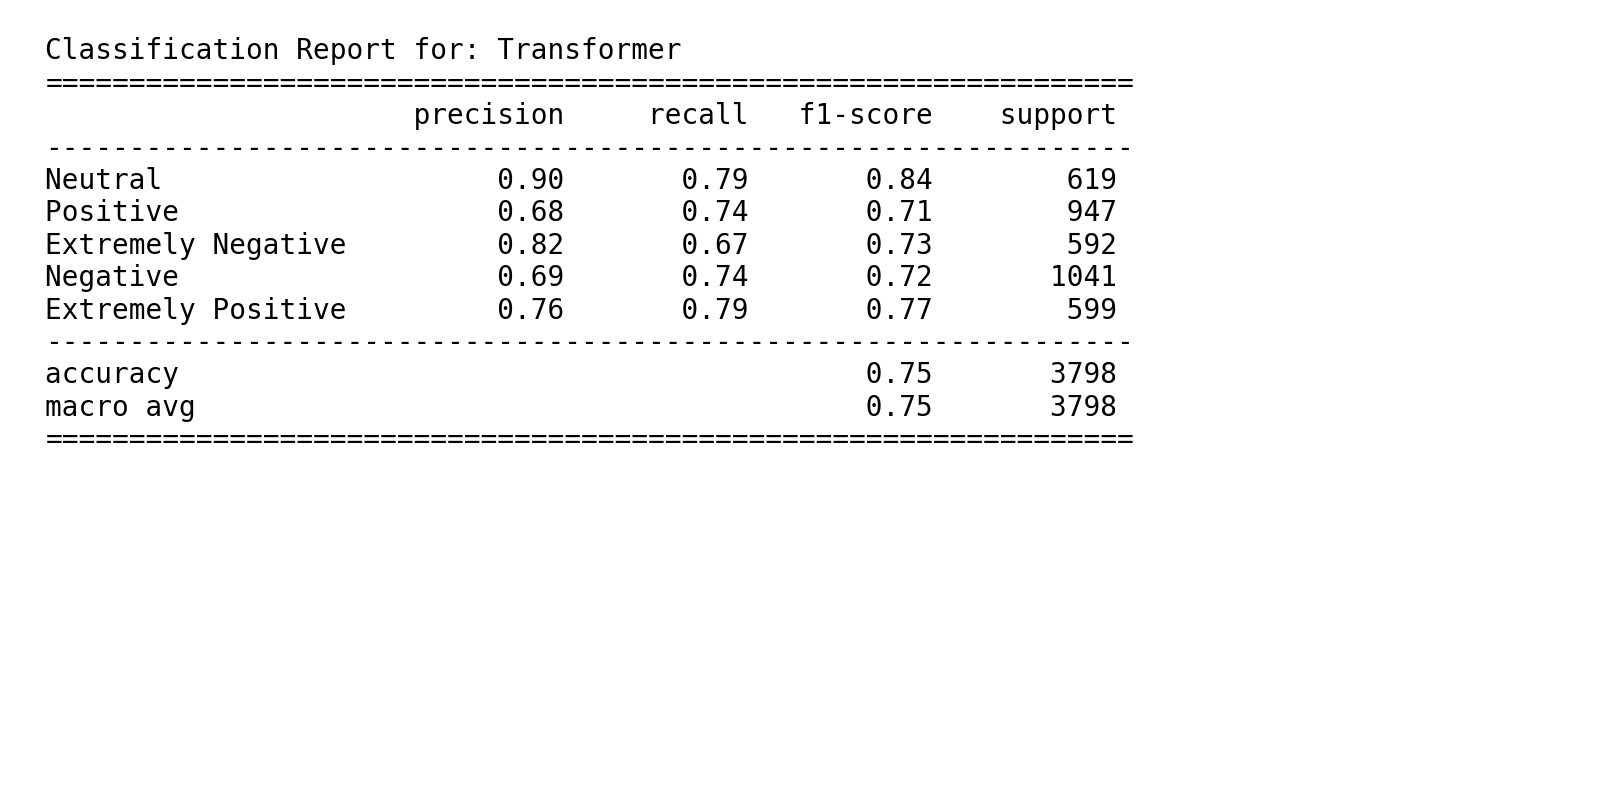 Classification Report for: Transformer
=================================================================
                      precision     recall   f1-score    support
-----------------------------------------------------------------
Neutral                    0.90       0.79       0.84        619
Positive                   0.68       0.74       0.71        947
Extremely Negative         0.82       0.67       0.73        592
Negative                   0.69       0.74       0.72       1041
Extremely Positive         0.76       0.79       0.77        599
-----------------------------------------------------------------
accuracy                                         0.75       3798
macro avg                                        0.75       3798
=================================================================